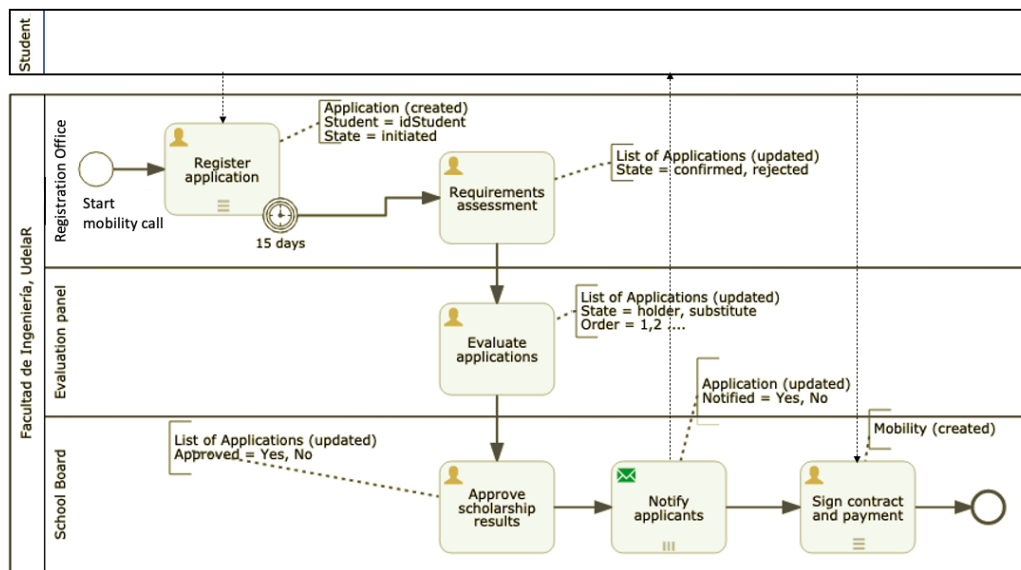 Student
Facultad de Ingeniería, UdelaR
Registration Office
Start
mobility call
Register
application
15 days
Application (created)
Student = idStudent
State = initiated
Requirements
assessment
List of Applications (updated)
State = confirmed, rejected
Evaluation panel
Evaluate
applications
List of Applications (updated)
State = holder, substitute
Order = 1,2 ....
School Board
List of Applications (updated)
Approved = Yes, No
Approve
scholarship
results
Application (updated)
Notified = Yes, No
Notify
applicants
Mobility (created)
Sign contract
and payment